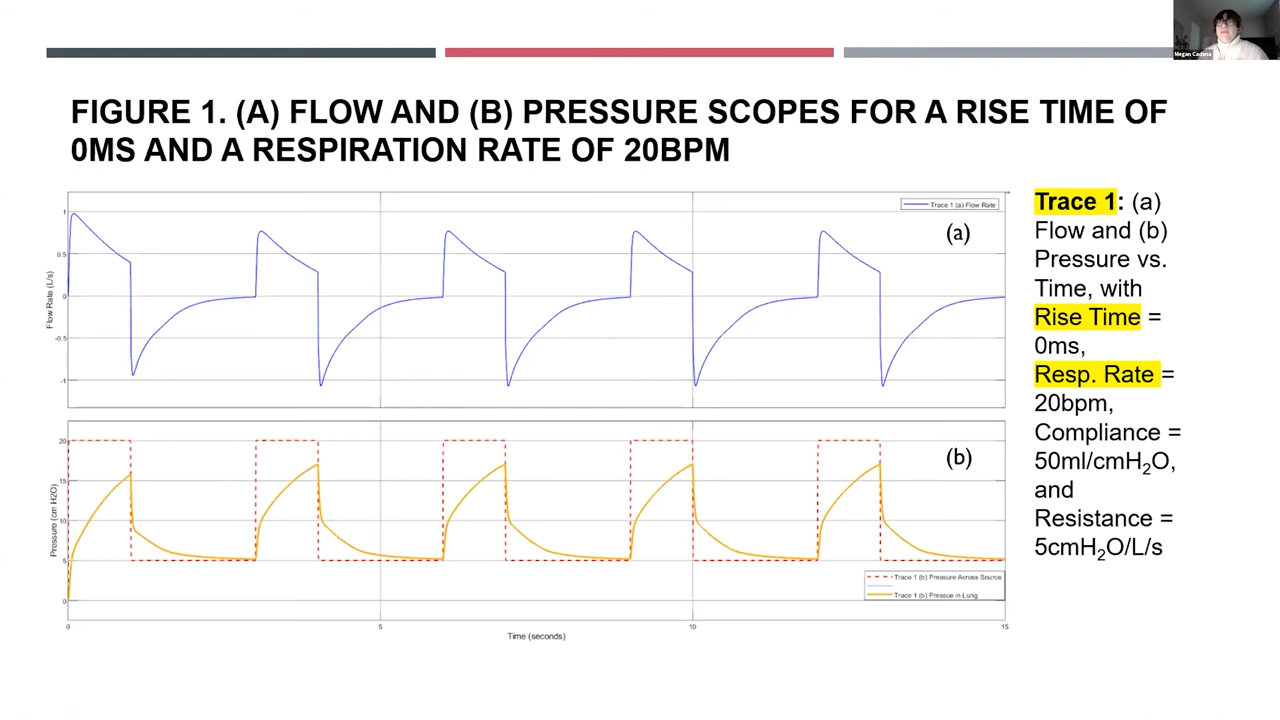 Megan Cadena
FIGURE 1. (A) FLOW AND (B) PRESSURE SCOPES FOR A RISE TIME OF
0MS AND A RESPIRATION RATE OF 20BPM
Trace 1 (a) Flow Rate
(a)
1
0.5
0
-0.5
-1
Flow Rate (L/s)
(b)
20
15
10
5
0
Pressure (cm H2O)
Trace 1 (b) Pressure Across Source
Trace 1 (b) Pressue in Lung
0
5
10
15
Time (seconds)
Trace 1: (a)
Flow and (b)
Pressure vs.
Time, with
Rise Time =
0ms,
Resp. Rate =
20bpm,
Compliance =
50ml/cmH₂O,
and
Resistance =
5cmH₂O/L/s